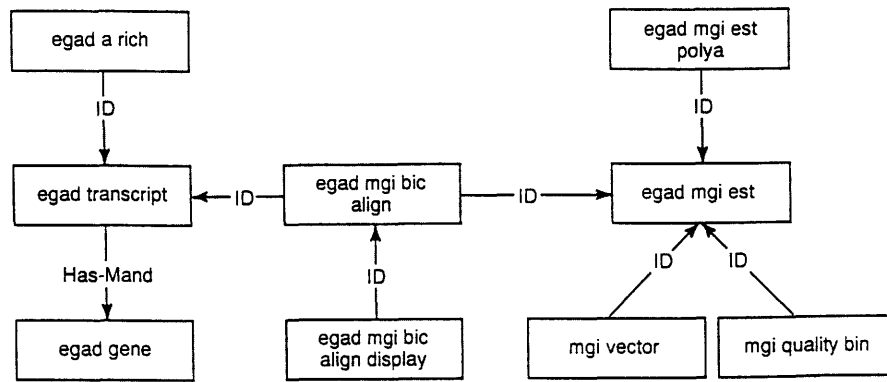 egad a rich
egad mgi est
polya
ID
ID
egad transcript
ID
egad mgi bic
align
ID
egad mgi est
Has-Mand
ID
ID
ID
egad gene
egad mgi bic
align display
mgi vector
mgi quality bin